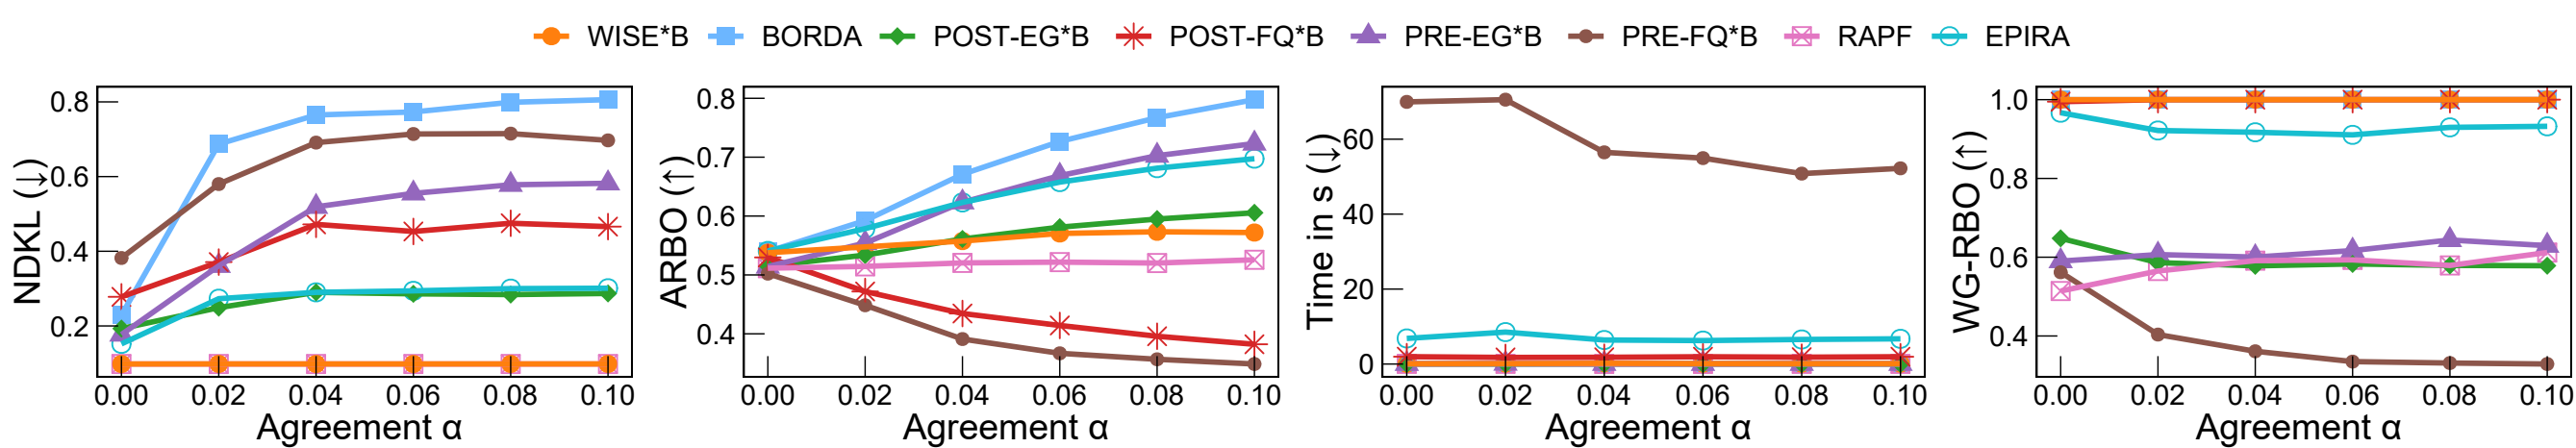 WISE*B BORDA POST-EG*B POST-FQ*B PRE-EG*B PRE-FQ*B RAPF EPIRA
NDKL (↓)
0.8
0.6
0.4
0.2
0.00 0.02 0.04 0.06 0.08 0.10
Agreement α
ARBO (↑)
0.8
0.7
0.6
0.5
0.4
0.00 0.02 0.04 0.06 0.08 0.10
Agreement α
Time in s (↓)
60
40
20
0
0.00 0.02 0.04 0.06 0.08 0.10
Agreement α
WG-RBO (↑)
1.0
0.8
0.6
0.4
0.00 0.02 0.04 0.06 0.08 0.10
Agreement α